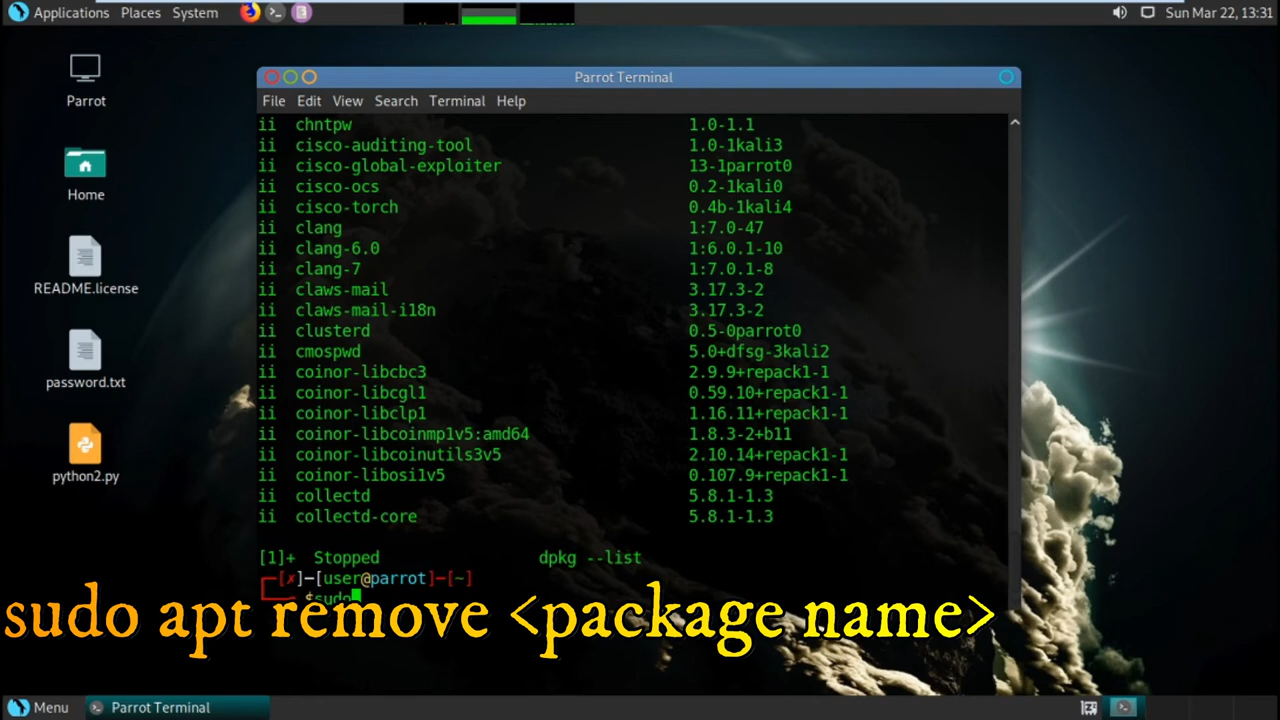 Applications Places System
Sun Mar 22, 13:31
Parrot
Home
README.license
password.txt
python2.py
Parrot Terminal
File Edit View Search Terminal Help
ii chntpw 1.0-1.1
ii cisco-auditing-tool 1.0-1kali3
ii cisco-global-exploiter 13-1parrot0
ii cisco-ocs 0.2-1kali0
ii cisco-torch 0.4b-1kali4
ii clang 1:7.0-47
ii clang-6.0 1:6.0.1-10
ii clang-7 1:7.0.1-8
ii claws-mail 3.17.3-2
ii claws-mail-i18n 3.17.3-2
ii clusterd 0.5-0parrot0
ii cmospwd 5.0+dfsg-3kali2
ii coinor-libcbc3 2.9.9+repack1-1
ii coinor-libcgl1 0.59.10+repack1-1
ii coinor-libclp1 1.16.11+repack1-1
ii coinor-libcoinmp1v5:amd64 1.8.3-2+b11
ii coinor-libcoinutils3v5 2.10.14+repack1-1
ii coinor-libosi1v5 0.107.9+repack1-1
ii collectd 5.8.1-1.3
ii collectd-core 5.8.1-1.3
[1]+ Stopped dpkg --list
┌─[✗]─[user@parrot]─[~]
└──╼ $sudo
sudo apt remove <package name>
Menu Parrot Terminal